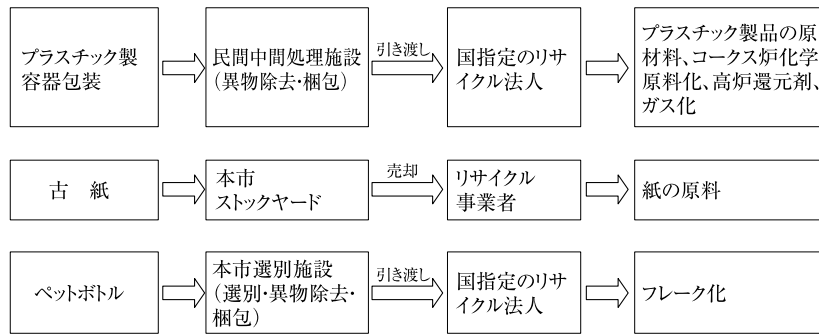 プラスチック製
容器包装
民間中間処理施設
(異物除去・梱包)
引き渡し
国指定のリサ
イクル法人
プラスチック製品の原
材料、コークス炉化学
原料化、高炉還元剤、
ガス化
古　紙
本市
ストックヤード
売却
リサイクル
事業者
紙の原料
ペットボトル
本市選別施設
(選別・異物除去・
梱包)
引き渡し
国指定のリサ
イクル法人
フレーク化